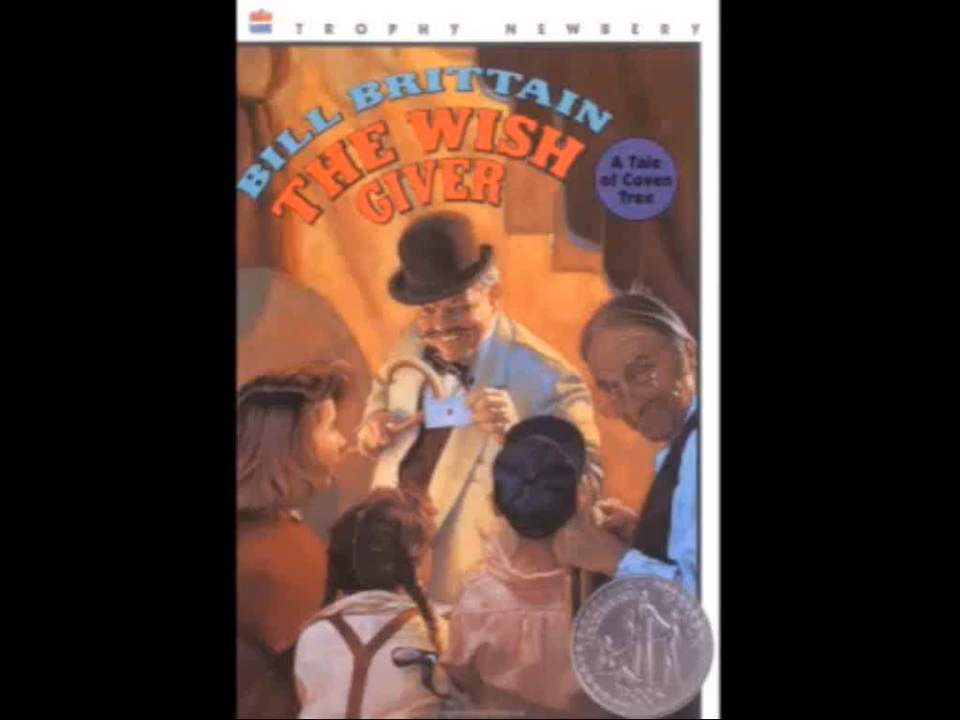 TROPHY NEWBERY
BILL BRITTAIN
THE WISH
GIVER
A Tale
of Coven
Tree